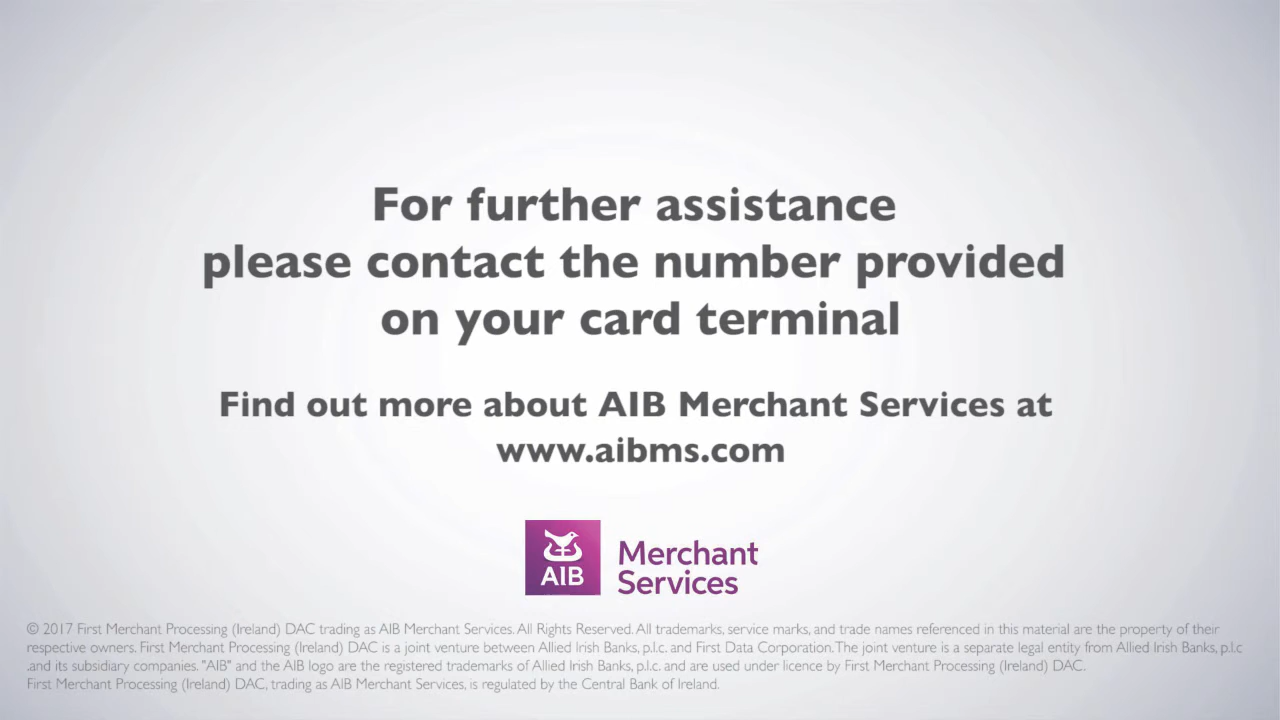 For further assistance
please contact the number provided
on your card terminal
Find out more about AIB Merchant Services at
www.aibms.com
AIB
Merchant
Services
© 2017 First Merchant Processing (Ireland) DAC trading as AIB Merchant Services. All Rights Reserved. All trademarks, service marks, and trade names referenced in this material are the property of their
respective owners. First Merchant Processing (Ireland) DAC is a joint venture between Allied Irish Banks, p.l.c. and First Data Corporation. The joint venture is a separate legal entity from Allied Irish Banks, p.l.c
.and its subsidiary companies. "AIB" and the AIB logo are the registered trademarks of Allied Irish Banks, p.l.c. and are used under licence by First Merchant Processing (Ireland) DAC.
First Merchant Processing (Ireland) DAC, trading as AIB Merchant Services, is regulated by the Central Bank of Ireland.